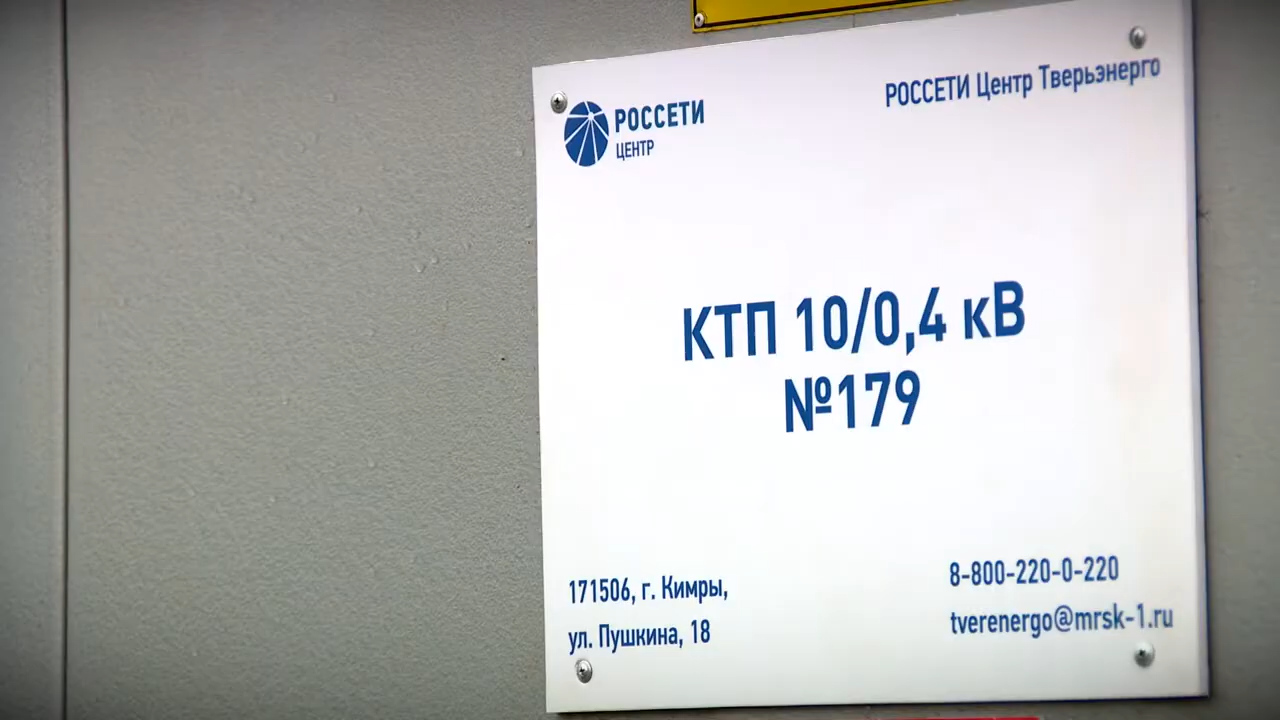 РОССЕТИ
ЦЕНТР
РОССЕТИ Центр Тверьэнерго
КТП 10/0,4 кВ
№179
171506, г. Кимры,
ул. Пушкина, 18
8-800-220-0-220
tverenergo@mrsk-1.ru